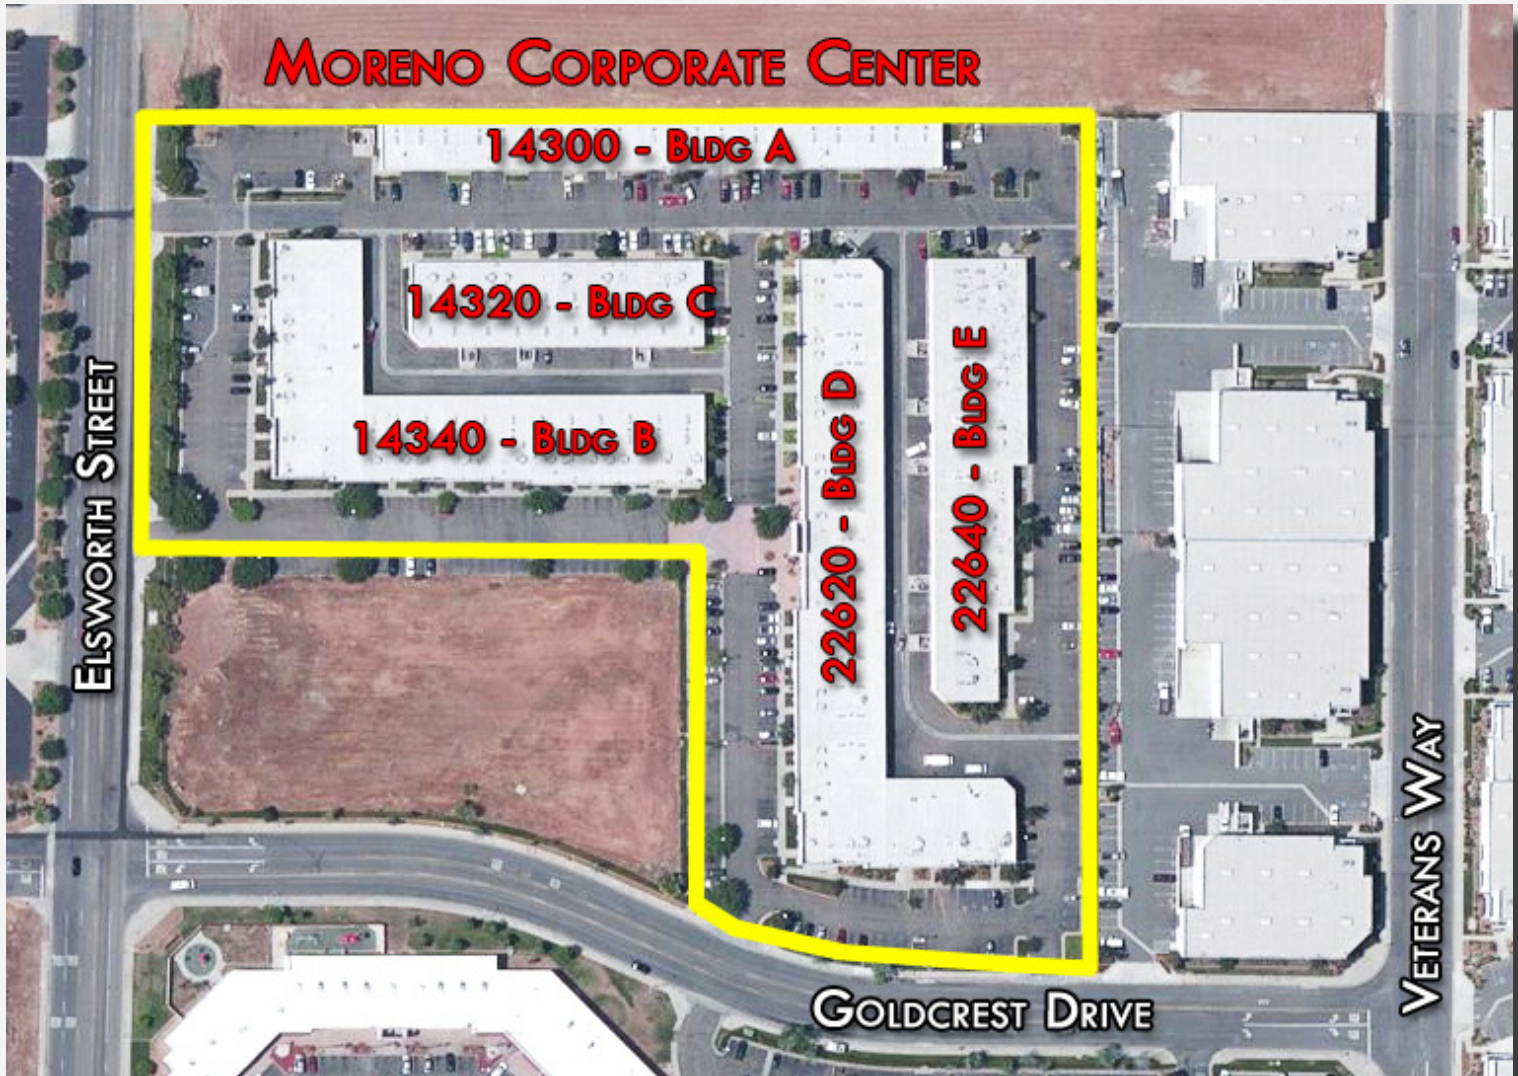 Moreno Corporate Center
14300 - Bldg A
14320 - Bldg C
14340 - Bldg B
22620 - Bldg D
22640 - Bldg E
Elsworth Street
Goldcrest Drive
Veterans Way